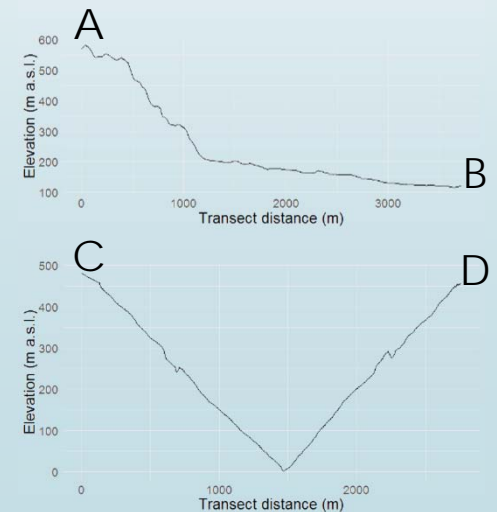 A
600
500
400
300
200
100
Elevation (m a.s.l.)
B
0 1000 2000 3000
Transect distance (m)
C
D
500
400
300
200
100
0
Elevation (m a.s.l.)
0 1000 2000
Transect distance (m)